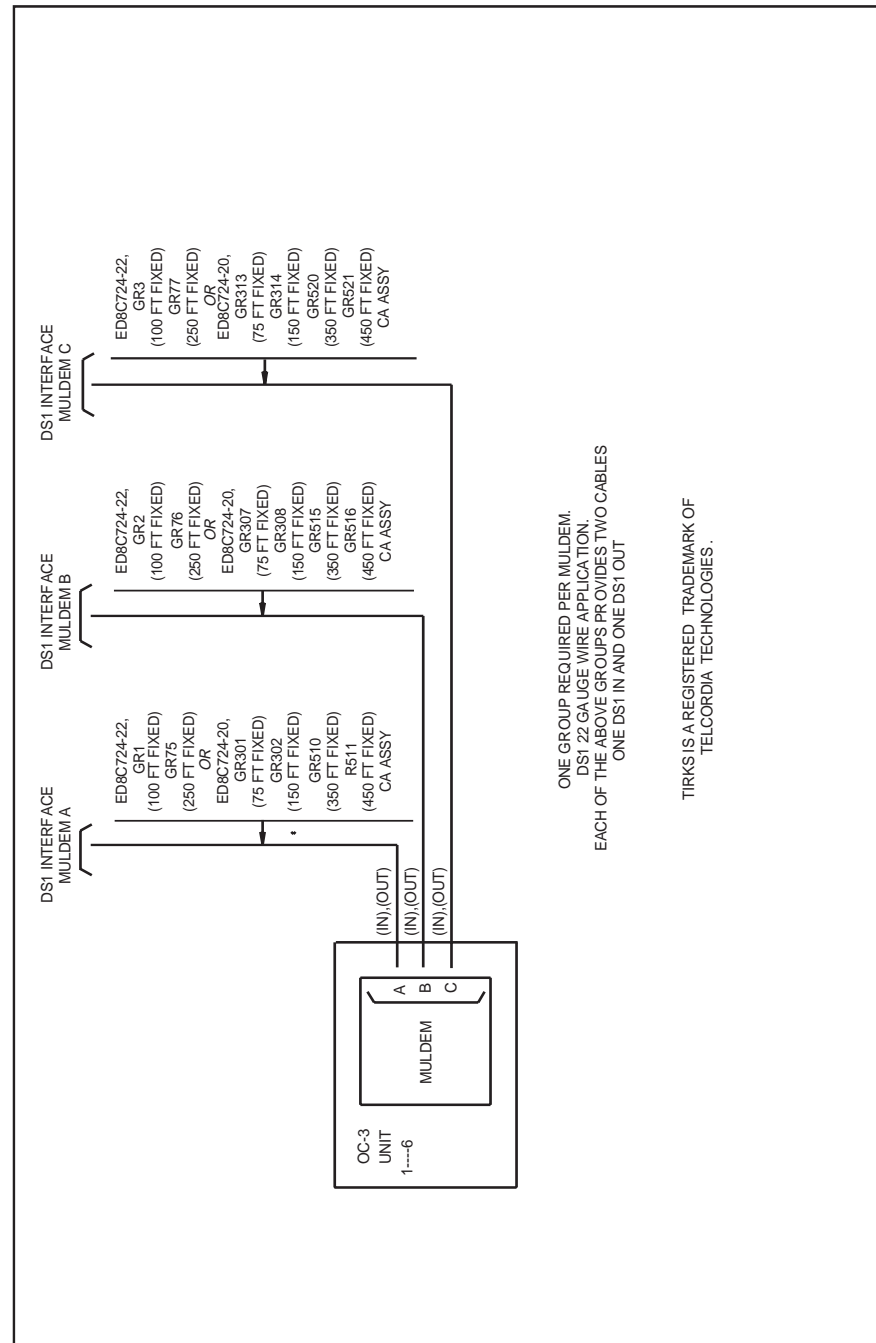 DS1 INTERFACE
MULDEM A
ED8C724-22,
GR1
(100 FT FIXED)
GR75
(250 FT FIXED)
OR
ED8C724-20,
GR301
(75 FT FIXED)
GR302
(150 FT FIXED)
GR510
(350 FT FIXED)
R511
(450 FT FIXED)
CA ASSY
*
DS1 INTERFACE
MULDEM B
ED8C724-22,
GR2
(100 FT FIXED)
GR76
(250 FT FIXED)
OR
ED8C724-20,
GR307
(75 FT FIXED)
GR308
(150 FT FIXED)
GR515
(350 FT FIXED)
GR516
(450 FT FIXED)
CA ASSY
DS1 INTERFACE
MULDEM C
ED8C724-22,
GR3
(100 FT FIXED)
GR77
(250 FT FIXED)
OR
ED8C724-20,
GR313
(75 FT FIXED)
GR314
(150 FT FIXED)
GR520
(350 FT FIXED)
GR521
(450 FT FIXED)
CA ASSY
(IN),(OUT)
(IN),(OUT)
(IN),(OUT)
A
B
C
MULDEM
OC-3
UNIT
1----6
ONE GROUP REQUIRED PER MULDEM.
DS1 22 GAUGE WIRE APPLICATION.
EACH OF THE ABOVE GROUPS PROVIDES TWO CABLES
ONE DS1 IN AND ONE DS1 OUT
TIRKS IS A REGISTERED TRADEMARK OF
TELCORDIA TECHNOLOGIES.